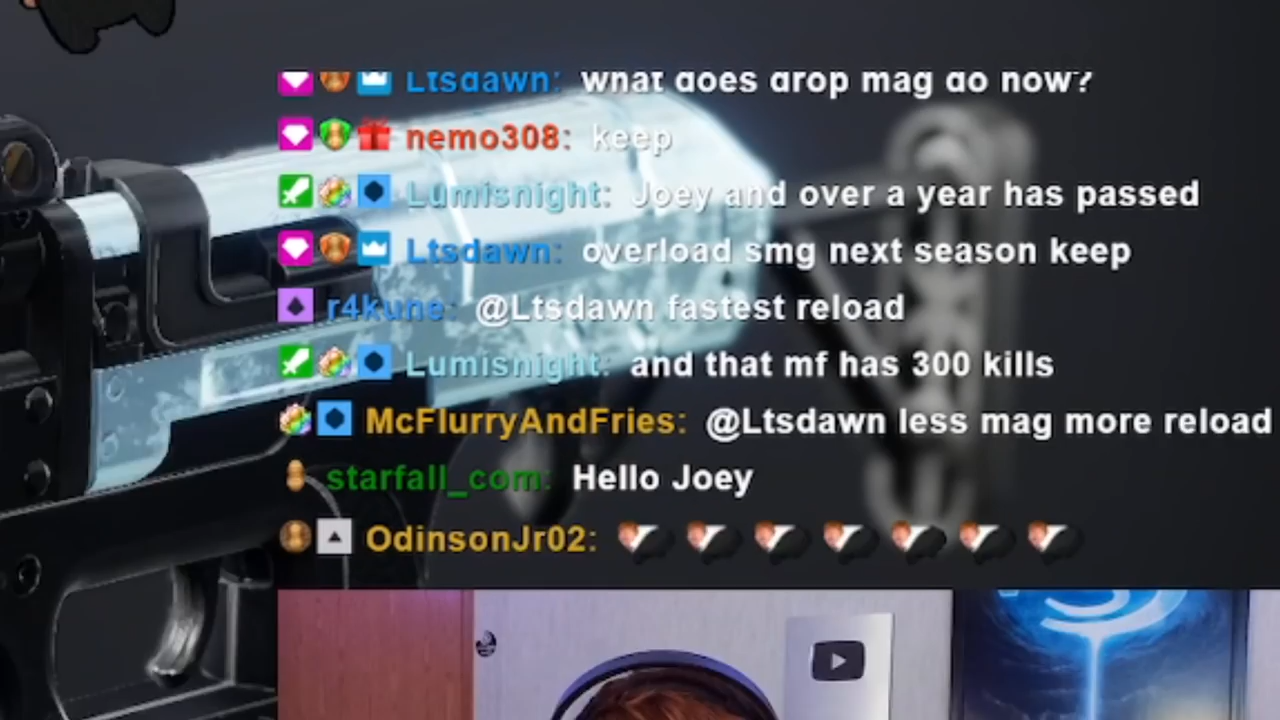 Ltsdawn: what does drop mag do now?
nemo308: keep
Lumisnight: Joey and over a year has passed
Ltsdawn: overload smg next season keep
r4kune: @Ltsdawn fastest reload
Lumisnight: and that mf has 300 kills
McFlurryAndFries: @Ltsdawn less mag more reload
starfall_com: Hello Joey
OdinsonJr02: